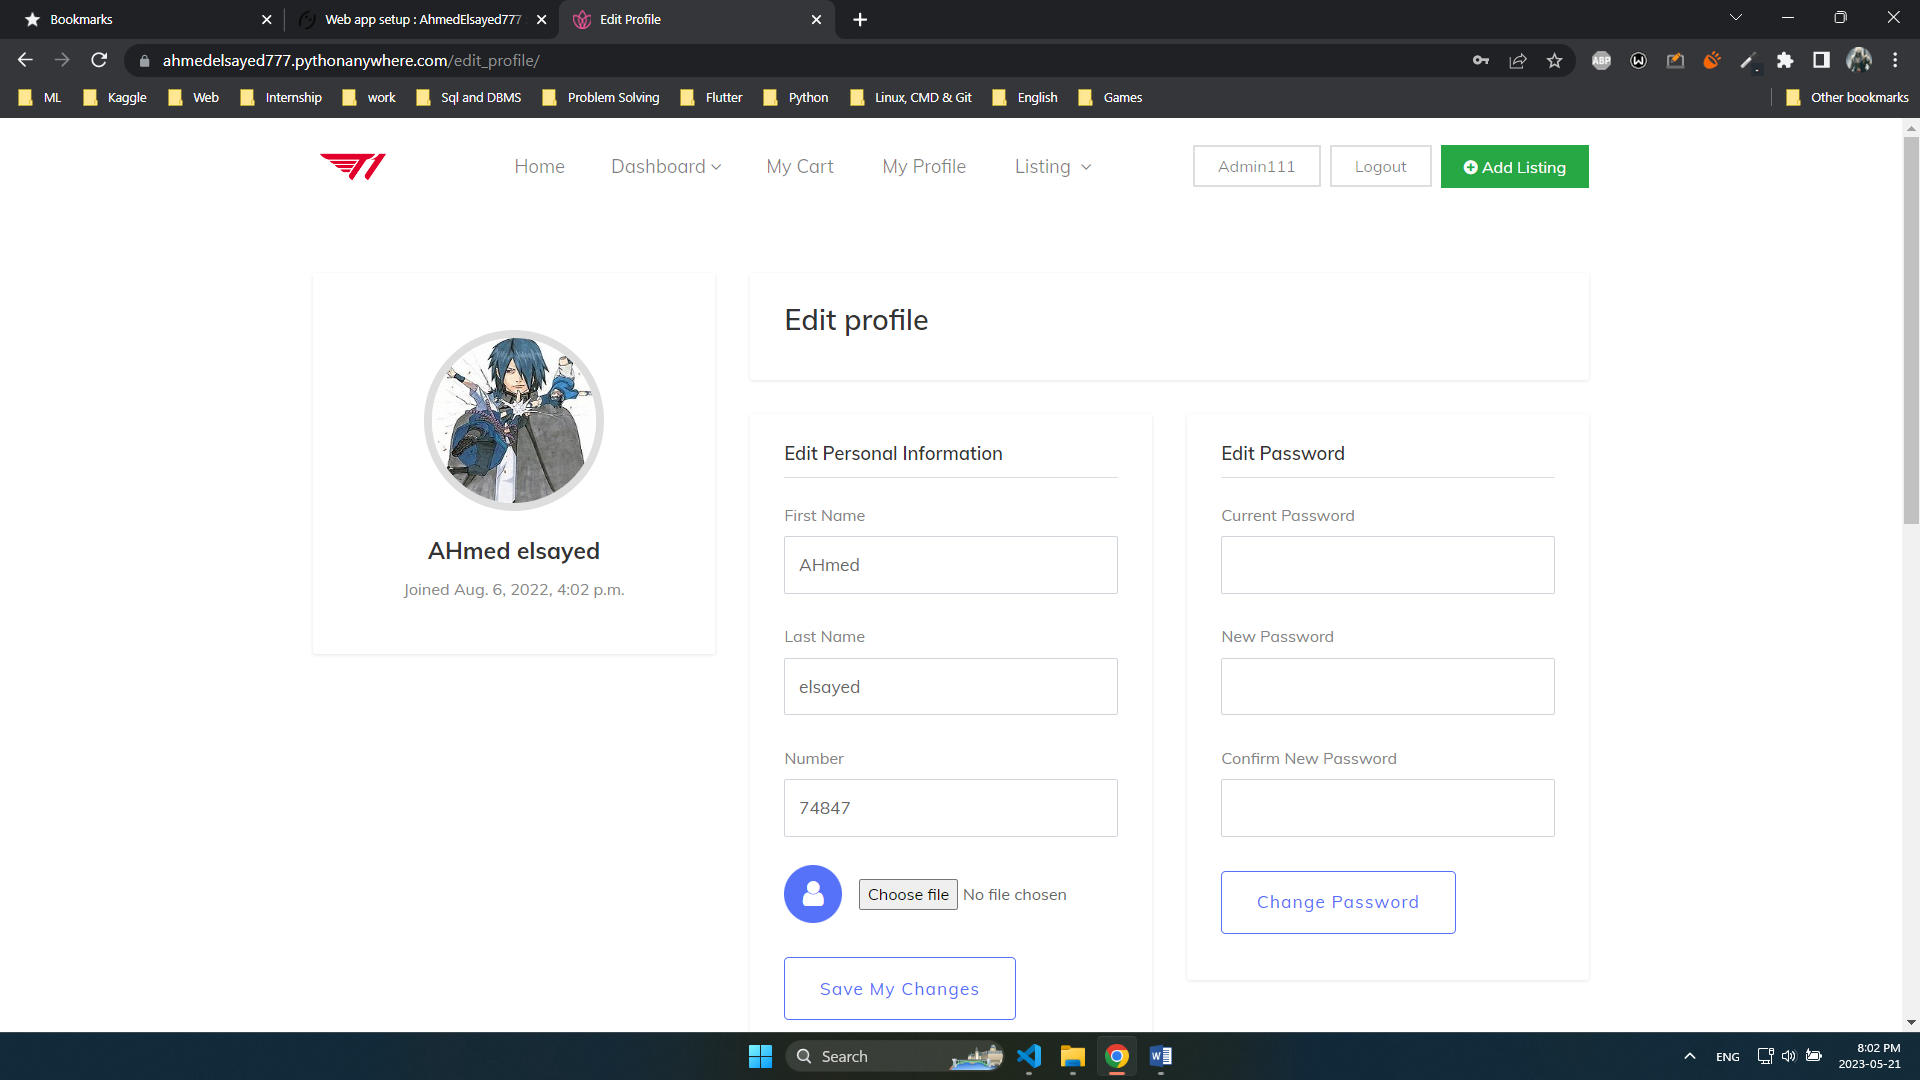 Bookmarks
Web app setup : AhmedElsayed777
Edit Profile
ahmedelsayed777.pythonanywhere.com/edit_profile/
ABP
ML Kaggle Web Internship work Sql and DBMS Problem Solving Flutter Python Linux, CMD & Git English Games Other bookmarks
T1 Home Dashboard My Cart My Profile Listing Admin111 Logout Add Listing
Edit profile
AHmed elsayed
Joined Aug. 6, 2022, 4:02 p.m.
Edit Personal Information
First Name
AHmed
Last Name
elsayed
Number
74847
Choose file No file chosen
Save My Changes
Edit Password
Current Password
New Password
Confirm New Password
Change Password
Search
ENG
8:02 PM
2023-05-21